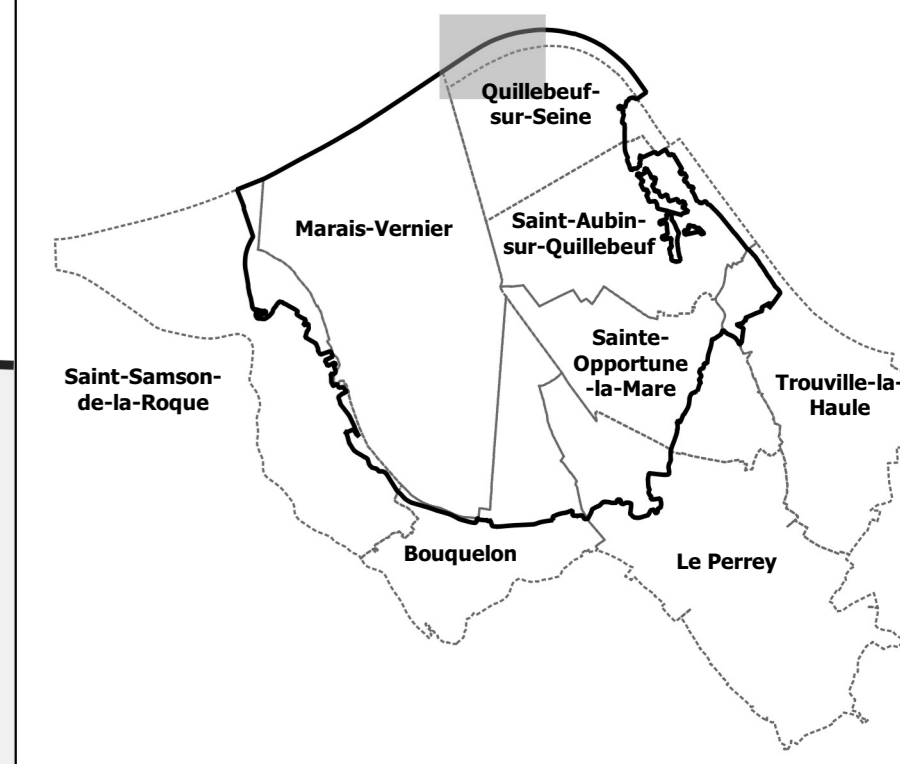 Quillebeuf-
sur-Seine
Marais-Vernier
Saint-Aubin-
sur-Quillebeuf
Sainte-
Opportune
-la-Mare
Saint-Samson-
de-la-Roque
Trouville-la-
Haule
Bouquelon
Le Perrey